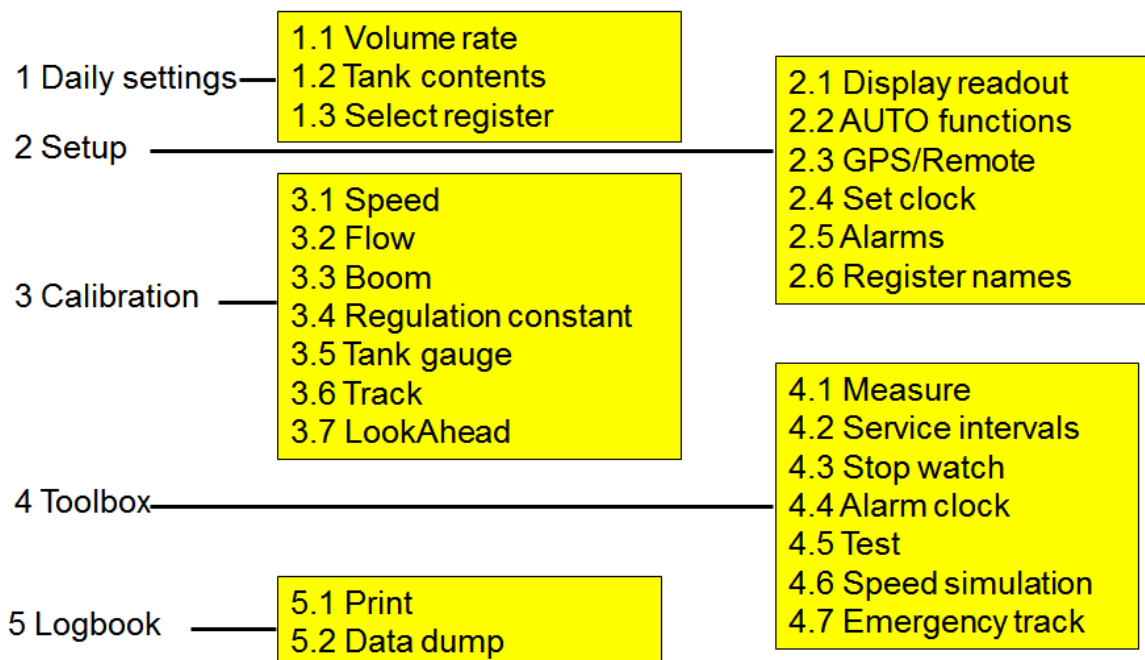 1 Daily settings
1.1 Volume rate
1.2 Tank contents
1.3 Select register
2 Setup
2.1 Display readout
2.2 AUTO functions
2.3 GPS/Remote
2.4 Set clock
2.5 Alarms
2.6 Register names
3 Calibration
3.1 Speed
3.2 Flow
3.3 Boom
3.4 Regulation constant
3.5 Tank gauge
3.6 Track
3.7 LookAhead
4 Toolbox
4.1 Measure
4.2 Service intervals
4.3 Stop watch
4.4 Alarm clock
4.5 Test
4.6 Speed simulation
4.7 Emergency track
5 Logbook
5.1 Print
5.2 Data dump